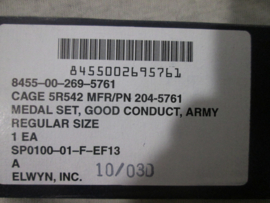 8455002695761
8455-00-269-5761
CAGE 5R542 MFR/PN 204-5761
MEDAL SET, GOOD CONDUCT, ARMY
REGULAR SIZE
1 EA
SP0100-01-F-EF13
A 10/030
ELWYN, INC.